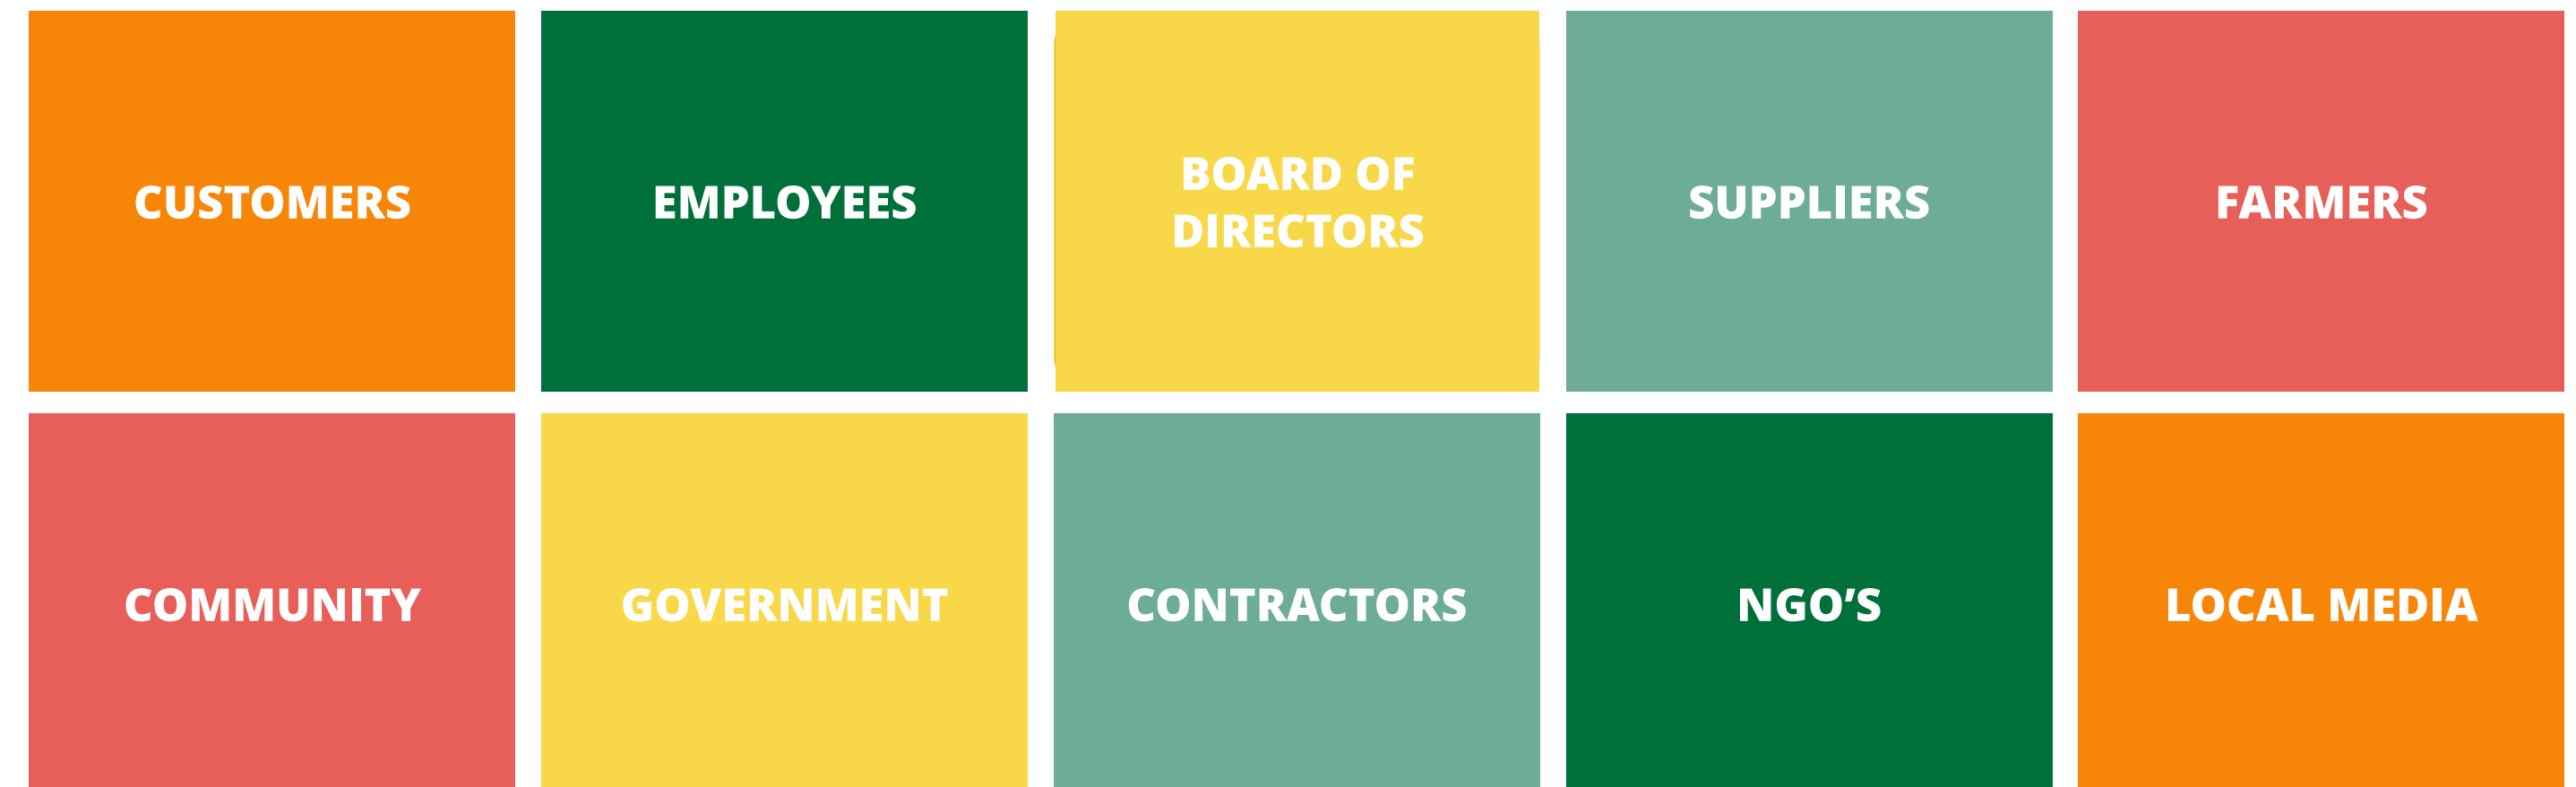 CUSTOMERS
EMPLOYEES
BOARD OF
DIRECTORS
SUPPLIERS
FARMERS
COMMUNITY
GOVERNMENT
CONTRACTORS
NGO’S
LOCAL MEDIA